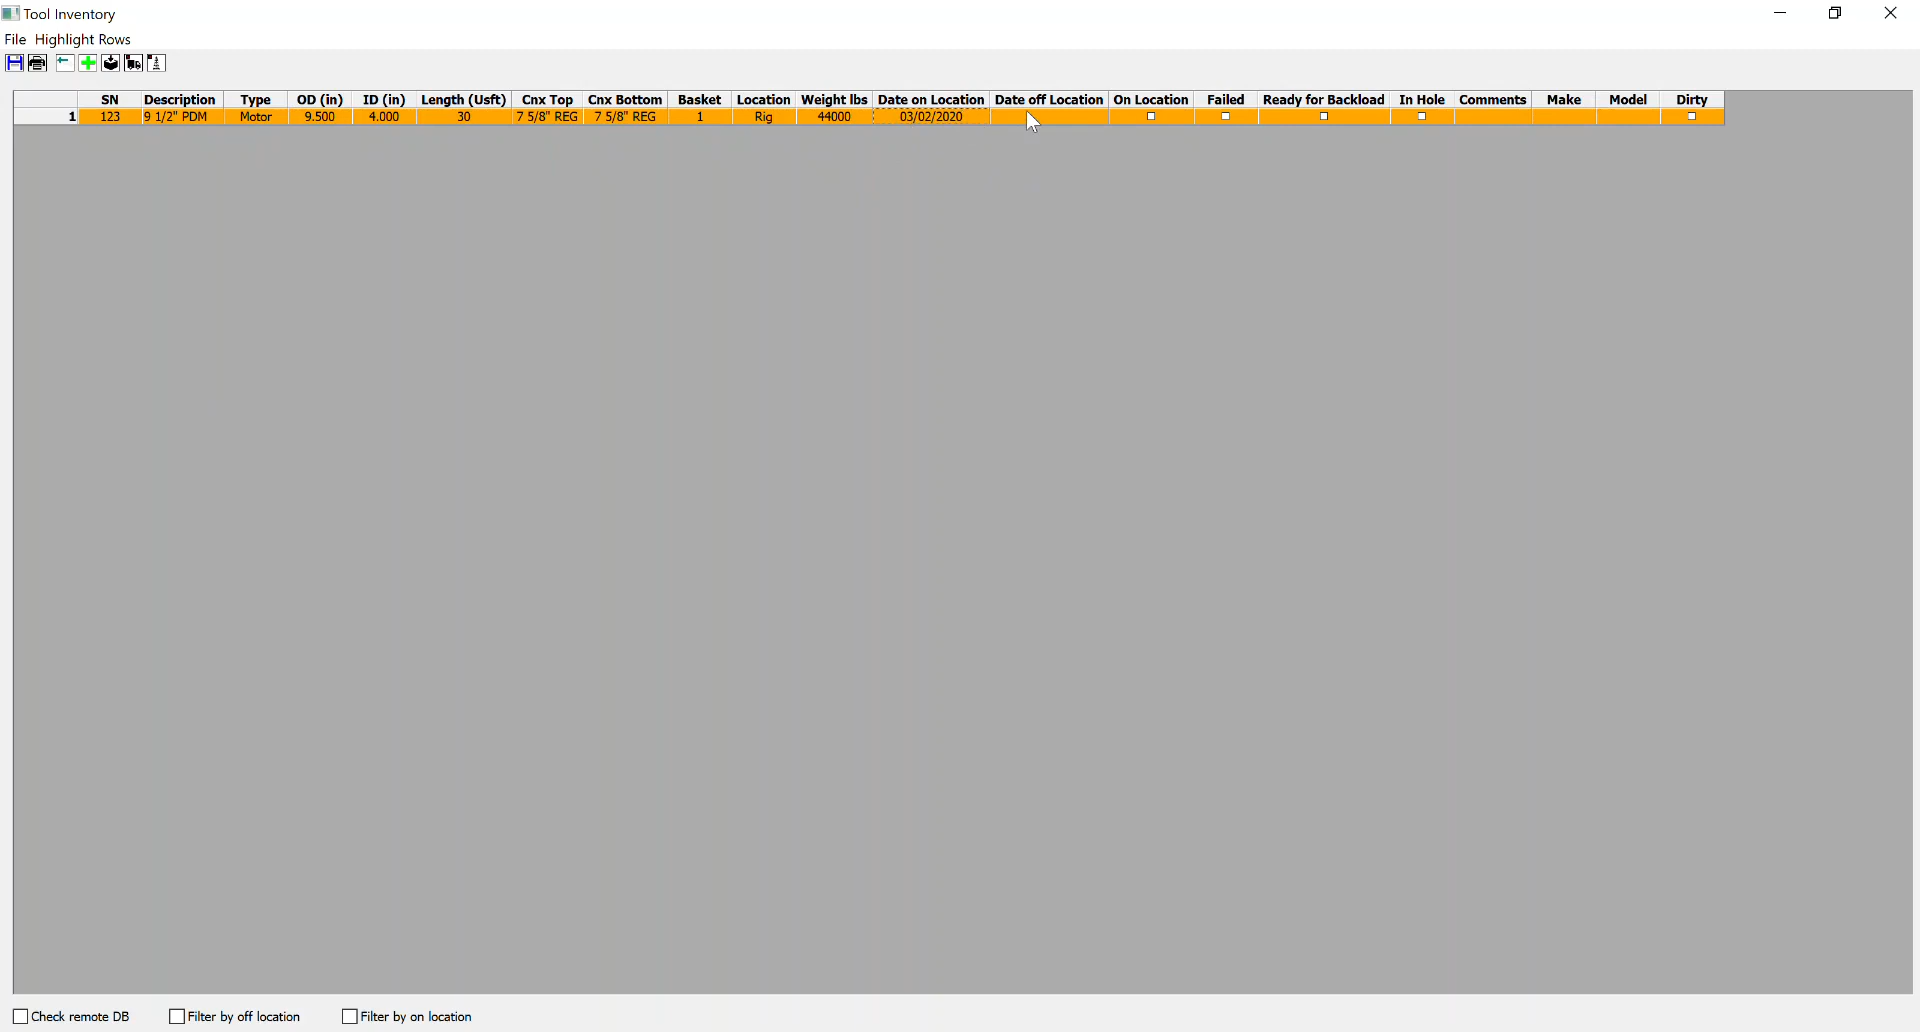 Tool Inventory
File Highlight Rows
SN Description Type OD (in) ID (in) Length (Usft) Cnx Top Cnx Bottom Basket Location Weight lbs Date on Location Date off Location On Location Failed Ready for Backload In Hole Comments Make Model Dirty
1 123 9 1/2" PDM Motor 9.500 4.000 30 7 5/8" REG 7 5/8" REG 1 Rig 44000 03/02/2020
Check remote DB Filter by off location Filter by on location